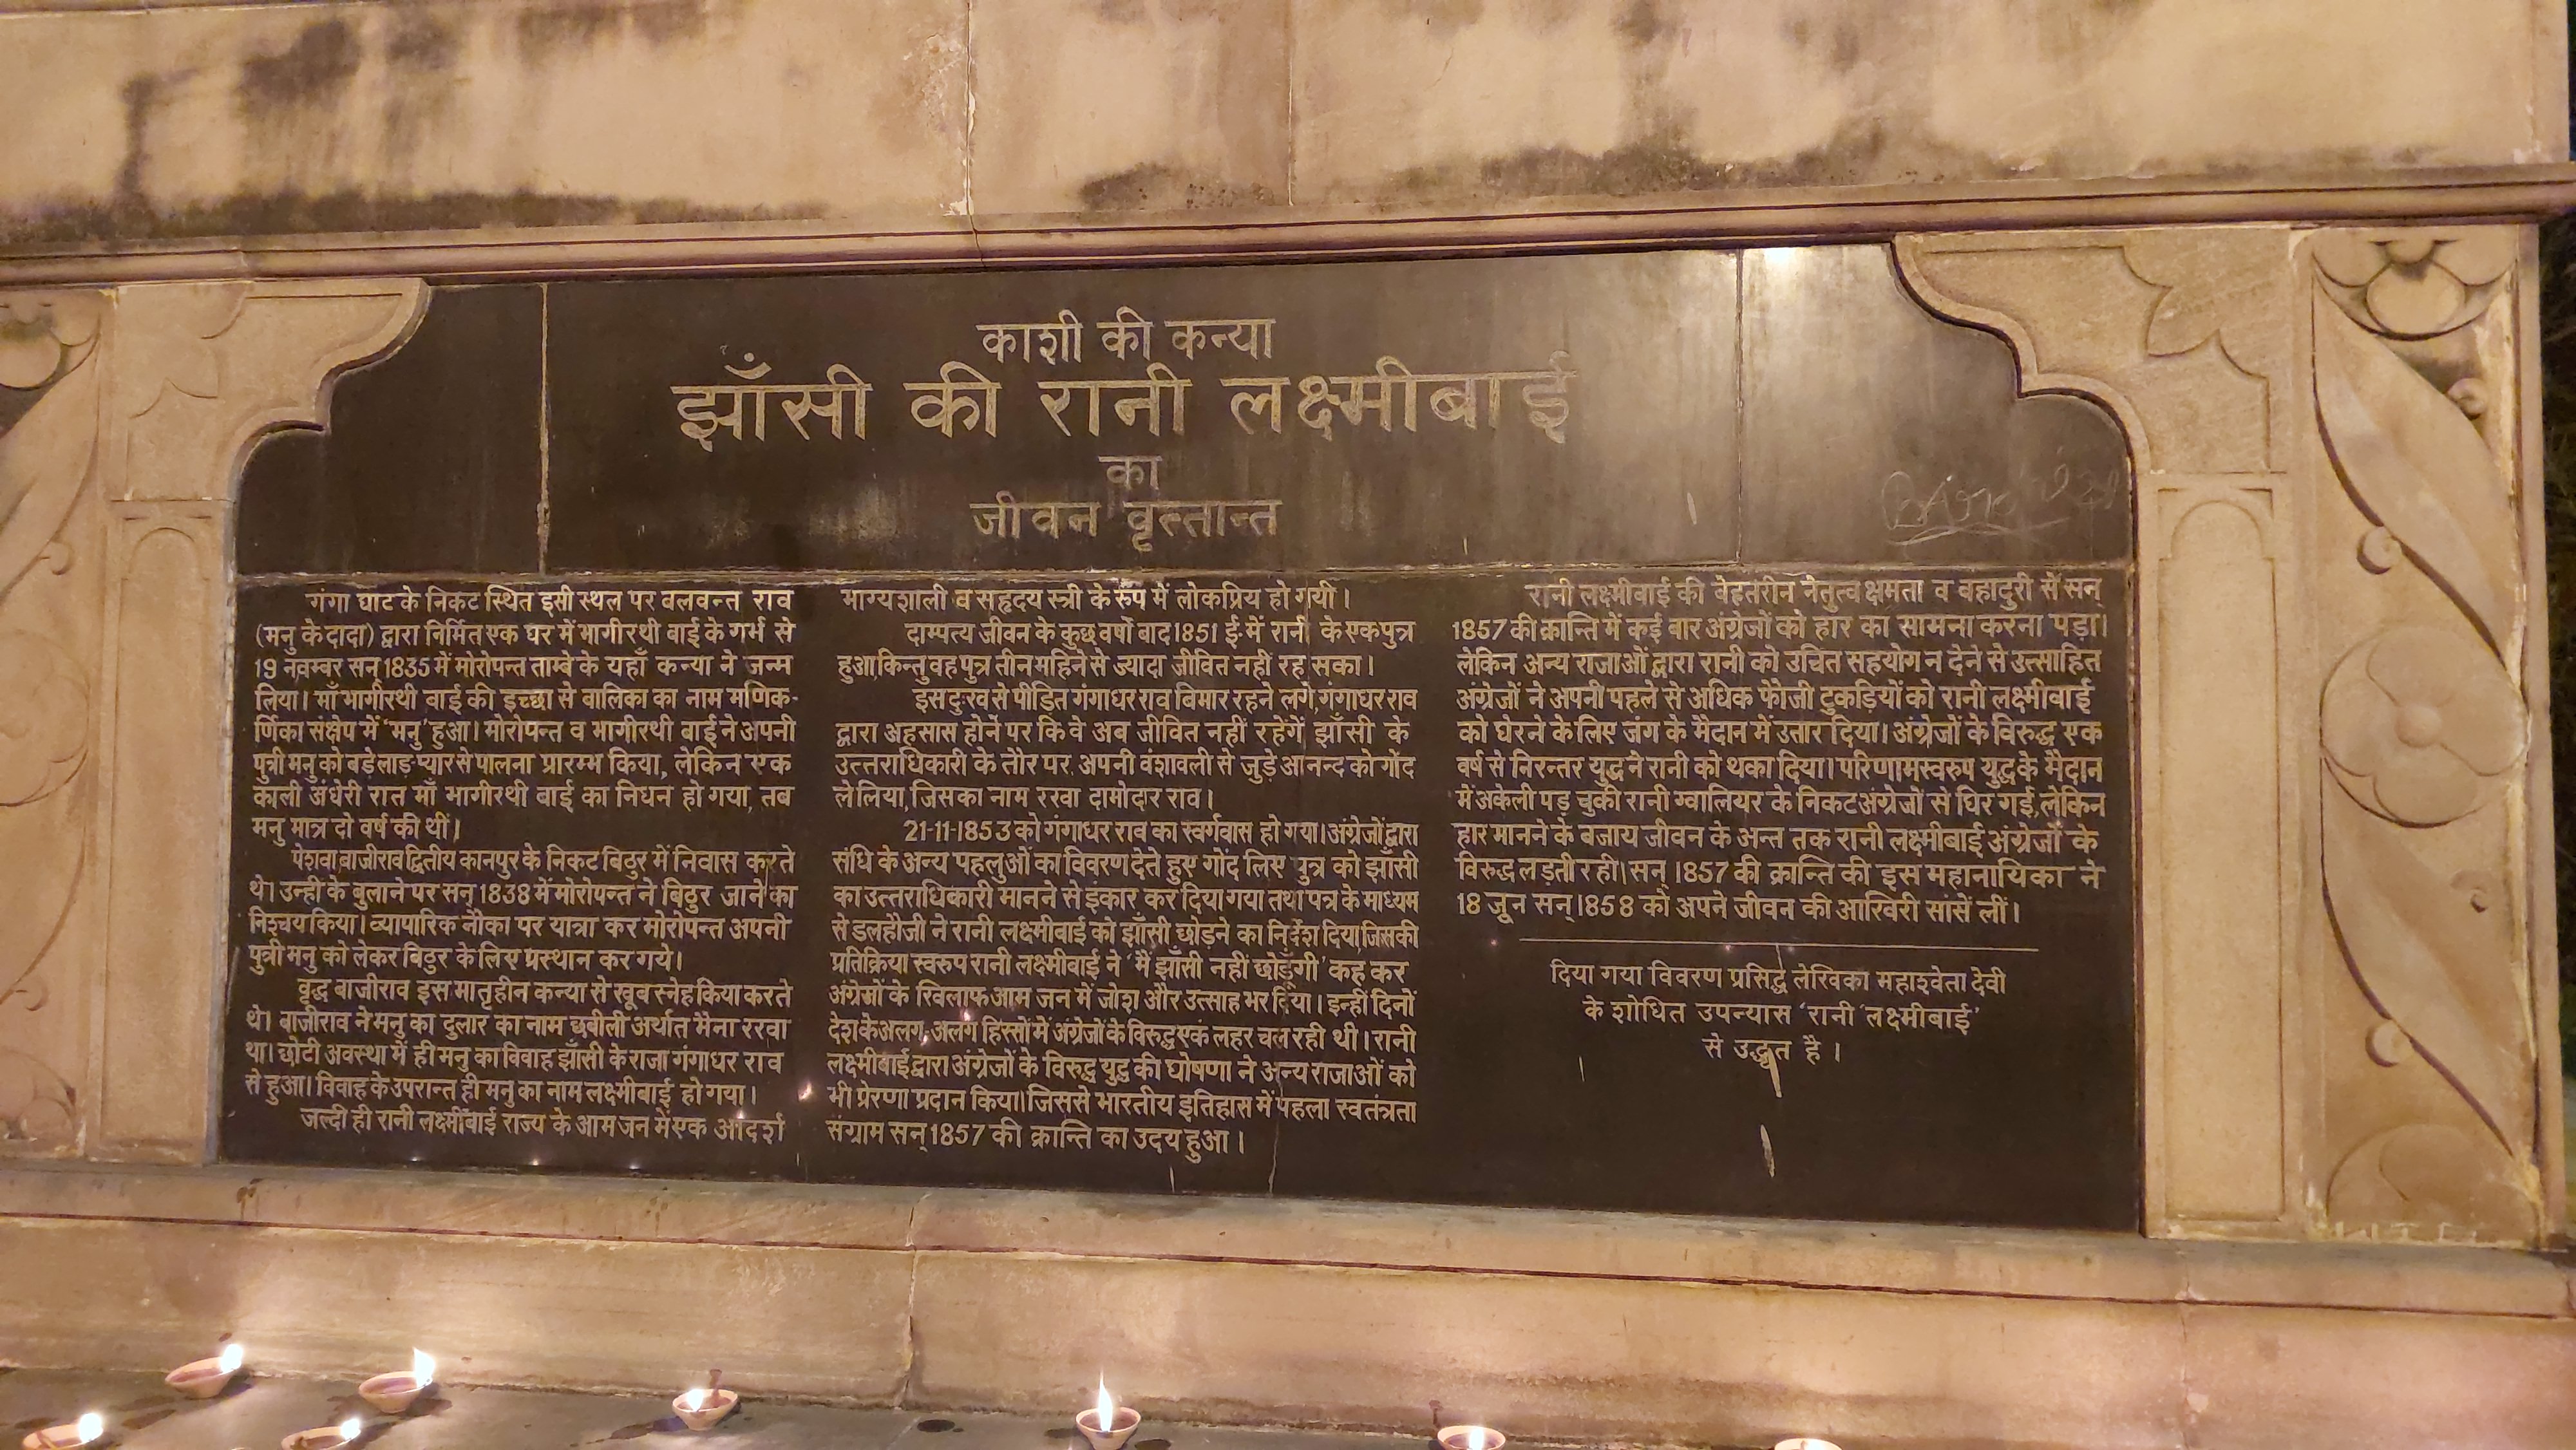 काशी की कन्या
झाँसी की रानी लक्ष्मीबाई
का
जीवन वृत्तान्त
गंगा घाट के निकट स्थित इसी स्थल पर बलवन्त राव
(मनु के दादा) द्वारा निर्मित एक घर में भागीरथी बाई के गर्भ से
19 नवम्बर सन् 1835 में मोरोपन्त ताम्बे के यहाँ कन्या ने जन्म
लिया। माँ भागीरथी वाई की इच्छा से बालिका का नाम मणिक-
र्णिका संक्षेप में 'मनु' हुआ। मोरोपन्त व भागीरथी वाई ने अपनी
पुत्री मनु को बड़े लाड़-प्यार से पालना प्रारम्भ किया, लेकिन एक
काली अंधेरी रात माँ भागीरथी बाई का निधन हो गया, तब
मनु मात्र दो वर्ष की थीं।
पेशवा बाजीराव द्वितीय कानपुर के निकट बिठुर में निवास करते
थे। उन्हीं के बुलाने पर सन् 1838 में मोरोपन्त ने बिठुर जाने का
निश्चय किया। व्यापारिक नौका पर यात्रा कर मोरोपन्त अपनी
पुत्री मनु को लेकर बिठुर के लिए प्रस्थान कर गये।
वृद्ध बाजीराव इस मातृहीन कन्या से खूब स्नेह किया करते
थे। बाजीराव ने मनु का दुलार का नाम छबीली अर्थात मैना रखा
था। छोटी अवस्था में ही मनु का विवाह झाँसी के राजा गंगाधर राव
से हुआ। विवाह के उपरान्त ही मनु का नाम लक्ष्मीबाई हो गया।
जल्दी ही रानी लक्ष्मीबाई राज्य के आम जन में एक आदर्श
भाग्यशाली व सहृदय स्त्री के रुप में लोकप्रिय हो गयी।
दाम्पत्य जीवन के कुछ वर्षों बाद 1851 ई. में रानी के एक पुत्र
हुआ, किन्तु वह पुत्र तीन महिने से ज्यादा जीवित नहीं रह सका।
इस दुःख से पीड़ित गंगाधर राव बिमार रहने लगे, गंगाधर राव
द्वारा अहसास होने पर कि वे अब जीवित नहीं रहेंगें झाँसी के
उत्तराधिकारी के तौर पर अपनी वंशावली से जुड़े आनन्द को गोंद
ले लिया, जिसका नाम रखा दामोदार राव।
21-11-1853 को गंगाधर राव का स्वर्गवास हो गया। अंग्रेजों द्वारा
संधि के अन्य पहलुओं का विवरण देते हुए गोंद लिए पुत्र को झाँसी
का उत्तराधिकारी मानने से इंकार कर दिया गया तथा पत्र के माध्यम
से डलहौजी ने रानी लक्ष्मीबाई को झाँसी छोड़ने का निर्देश दिया, जिसकी
प्रतिक्रिया स्वरुप रानी लक्ष्मीबाई ने 'मैं झाँसी नहीं छोड़ूँगी' कह कर
अंग्रेजों के खिलाफ आम जन में जोश और उत्साह भर दिया। इन्हीं दिनों
देश के अलग-अलग हिस्सों में अंग्रेजों के विरुद्ध एक लहर चल रही थी। रानी
लक्ष्मीबाई द्वारा अंग्रेजों के विरुद्ध युद्ध की घोषणा ने अन्य राजाओं को
भी प्रेरणा प्रदान किया। जिससे भारतीय इतिहास में पहला स्वतंत्रता
संग्राम सन् 1857 की क्रान्ति का उदय हुआ।
रानी लक्ष्मीबाई की बेहतरीन नेतृत्व क्षमता व बहादुरी से सन्
1857 की क्रान्ति में कई बार अंग्रेजों को हार का सामना करना पड़ा।
लेकिन अन्य राजाओं द्वारा रानी को उचित सहयोग न देने से उत्साहित
अंग्रेजों ने अपनी पहले से अधिक फौजी टुकड़ियों को रानी लक्ष्मीबाई
को घेरने के लिए जंग के मैदान में उतार दिया। अंग्रेजों के विरुद्ध एक
वर्ष से निरन्तर युद्ध ने रानी को थका दिया। परिणामस्वरुप युद्ध के मैदान
में अकेली पड़ चुकी रानी ग्वालियर के निकट अंग्रेजों से घिर गई, लेकिन
हार मानने के बजाय जीवन के अन्त तक रानी लक्ष्मीबाई अंग्रेजों के
विरुद्ध लड़ती रही। सन् 1857 की क्रान्ति की इस महानायिका ने
18 जून सन् 1858 को अपने जीवन की आखिरी सांसें लीं।
दिया गया विवरण प्रसिद्ध लेखिका महाश्वेता देवी
के शोधित उपन्यास 'रानी लक्ष्मीबाई'
से उद्धृत है।